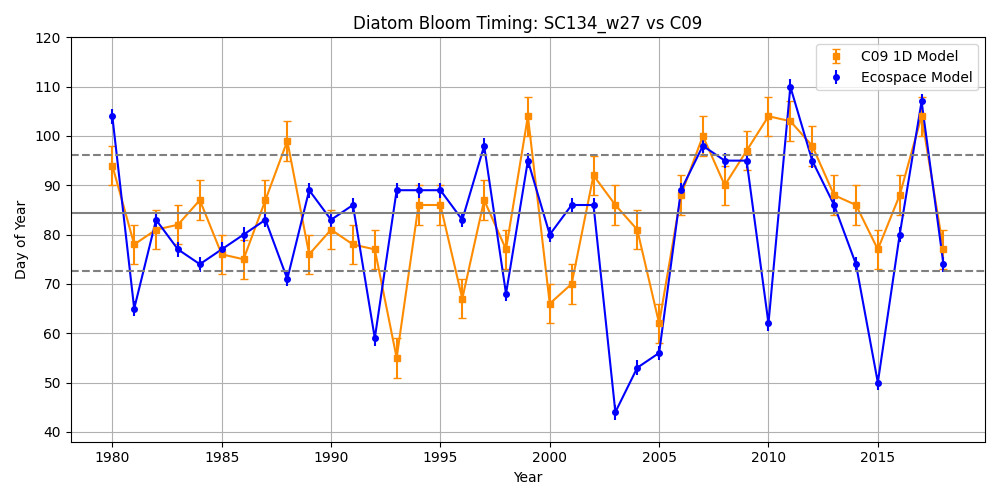 Diatom Bloom Timing: SC134_w27 vs C09
C09 1D Model
Ecospace Model
Day of Year
120
110
100
90
80
70
60
50
40
1980 1985 1990 1995 2000 2005 2010 2015
Year